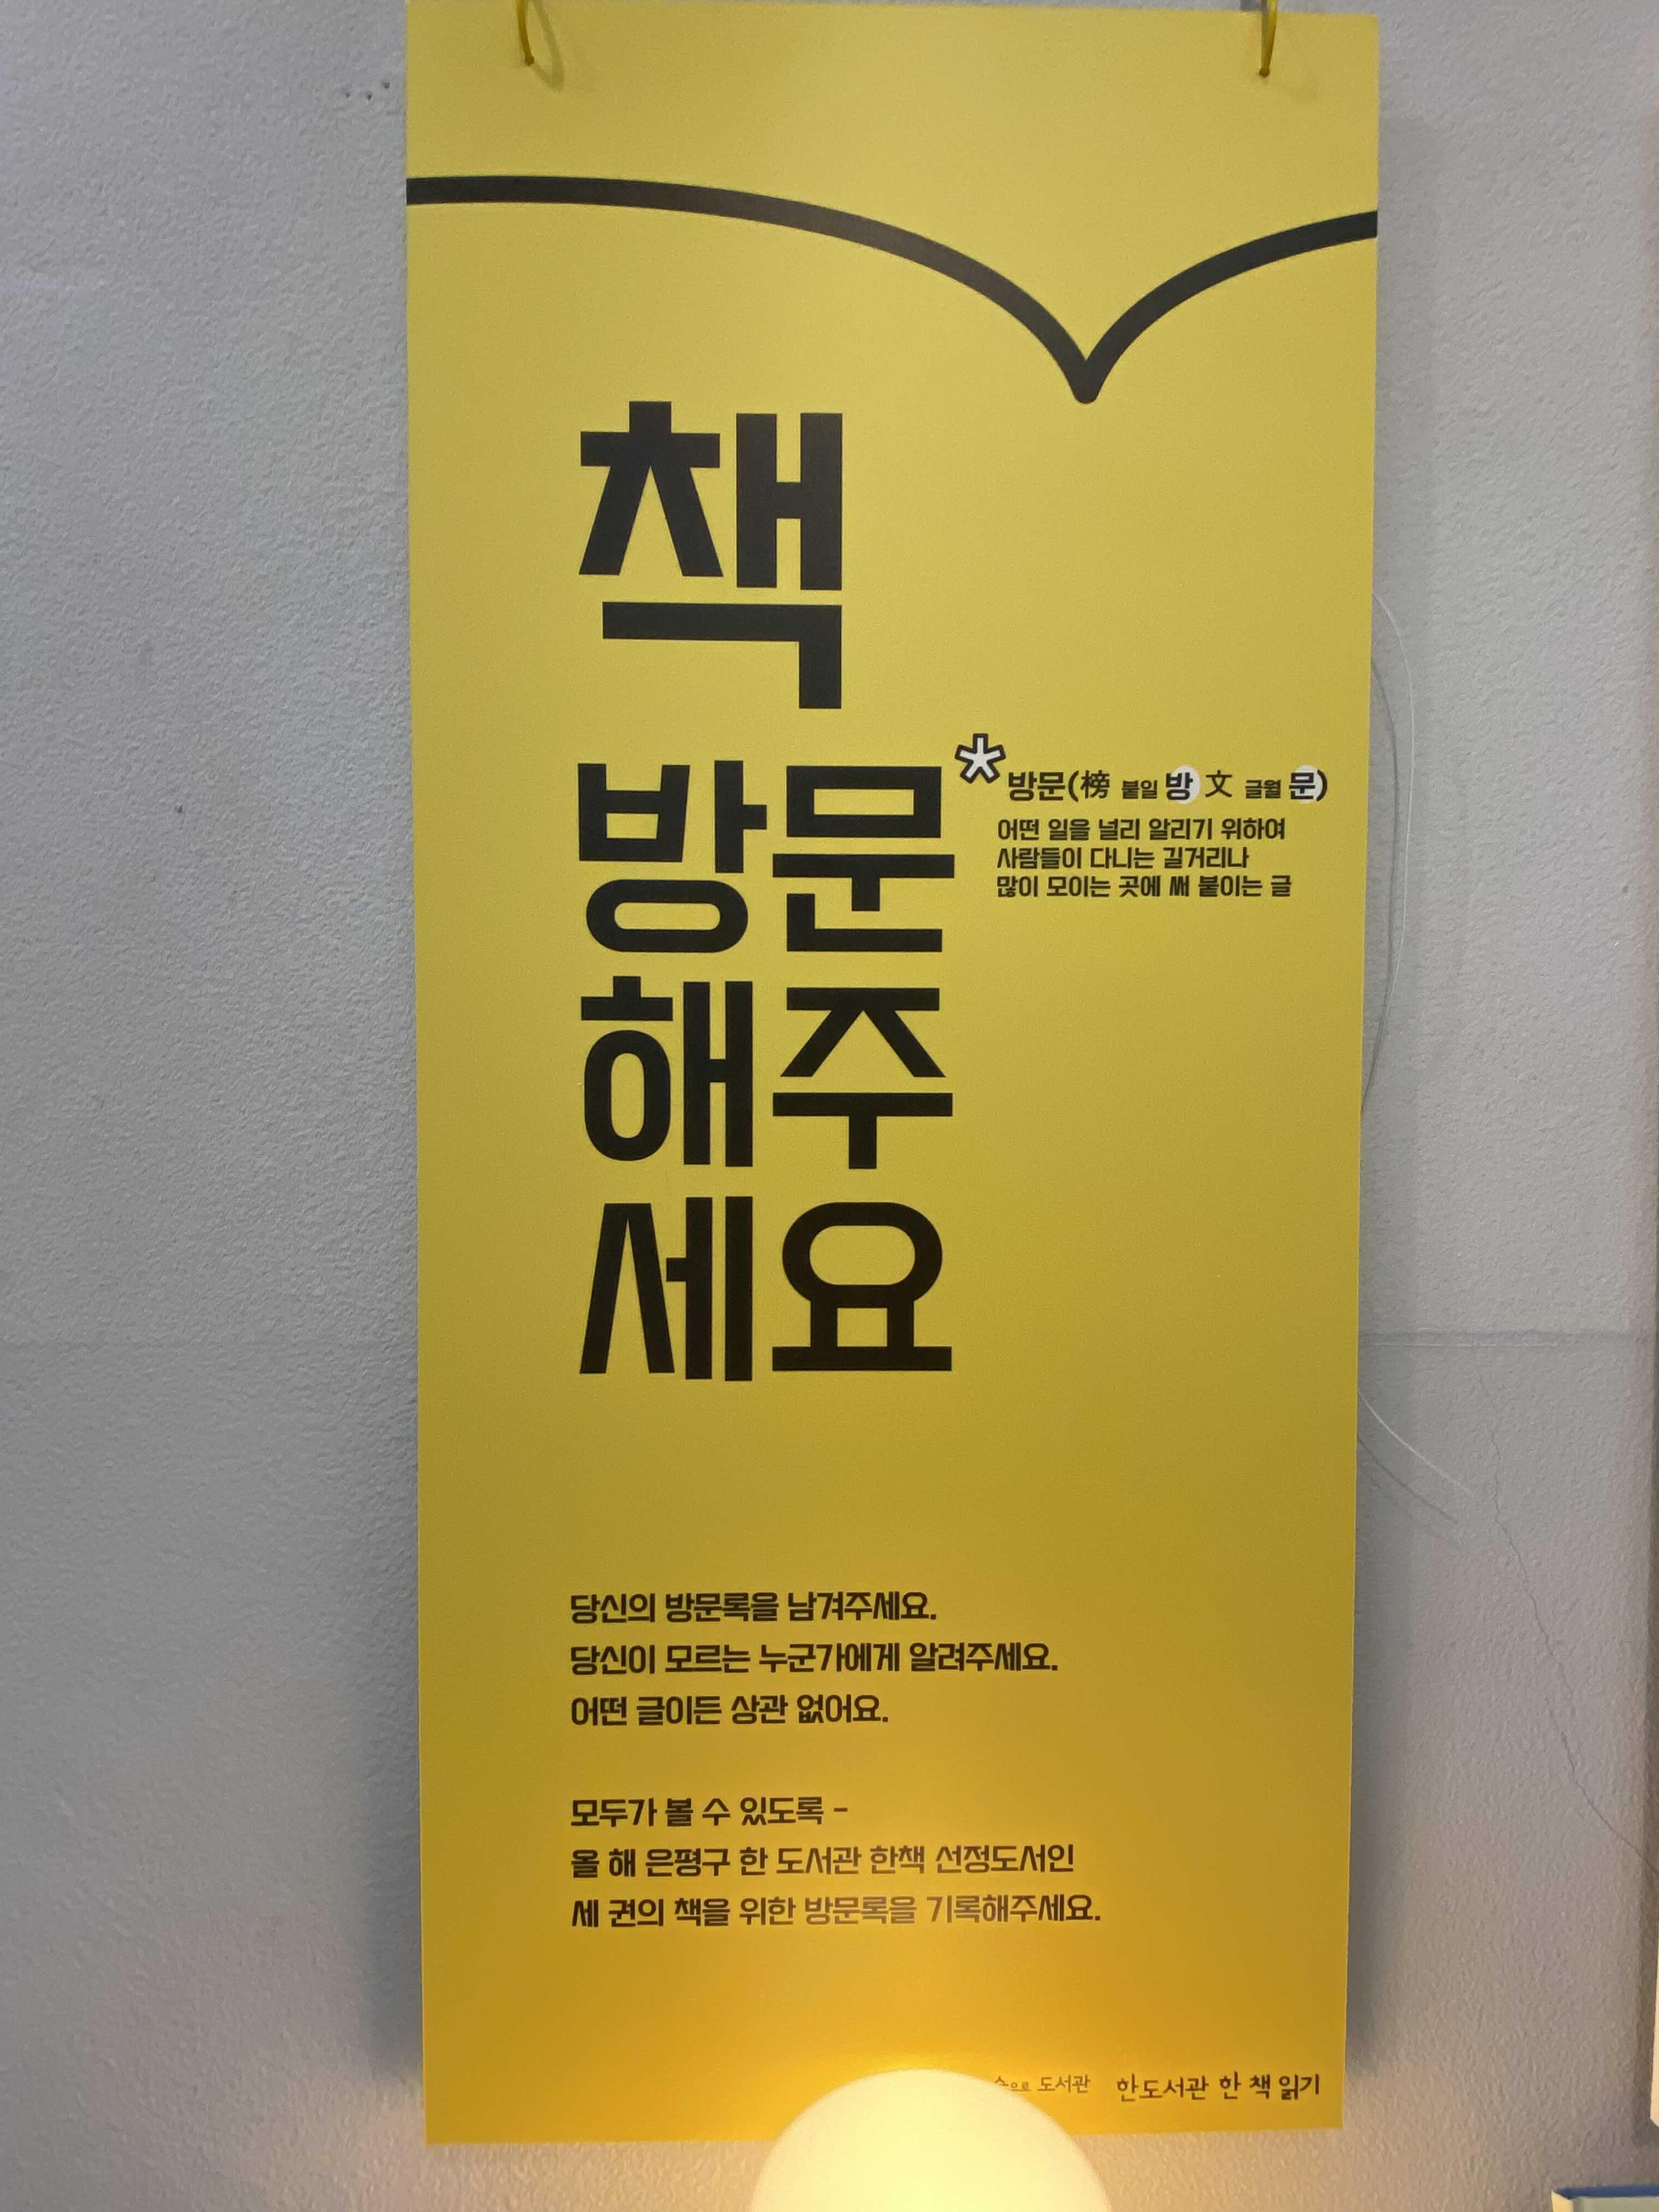 책
방문*
해주
세요
방문(榜 붙일 방 文 글월 문)
어떤 일을 널리 알리기 위하여
사람들이 다니는 길거리나
많이 모이는 곳에 써 붙이는 글
당신의 방문록을 남겨주세요.
당신이 모르는 누군가에게 알려주세요.
어떤 글이든 상관 없어요.
모두가 볼 수 있도록 -
올 해 은평구 한 도서관 한책 선정도서인
세 권의 책을 위한 방문록을 기록해주세요.
도서관 한도서관 한 책 읽기